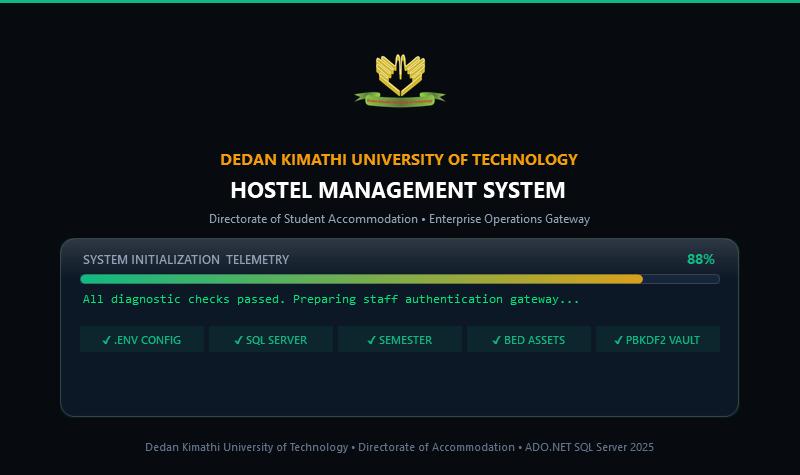 DEDAN KIMATHI UNIVERSITY OF TECHNOLOGY
HOSTEL MANAGEMENT SYSTEM
Directorate of Student Accommodation • Enterprise Operations Gateway
SYSTEM INITIALIZATION TELEMETRY 88%
All diagnostic checks passed. Preparing staff authentication gateway...
✓ .ENV CONFIG ✓ SQL SERVER ✓ SEMESTER ✓ BED ASSETS ✓ PBKDF2 VAULT
Dedan Kimathi University of Technology • Directorate of Accommodation • ADO.NET SQL Server 2025